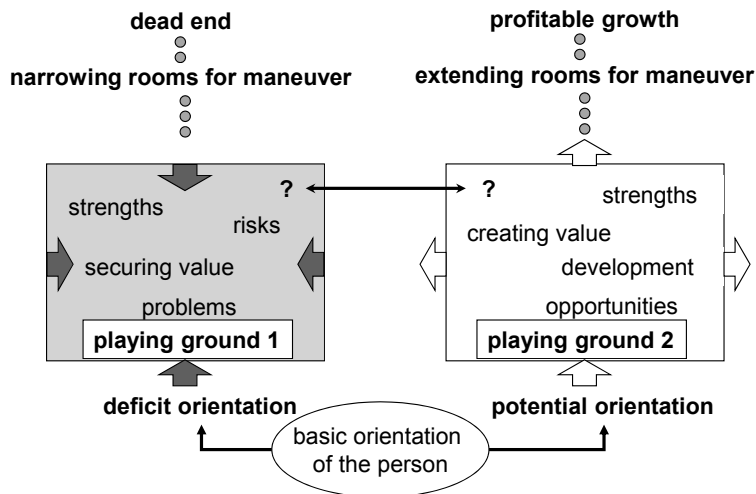 dead end
narrowing rooms for maneuver
?
strengths
risks
securing value
problems
playing ground 1
deficit orientation
profitable growth
extending rooms for maneuver
?
strengths
creating value
development
opportunities
playing ground 2
potential orientation
basic orientation
of the person